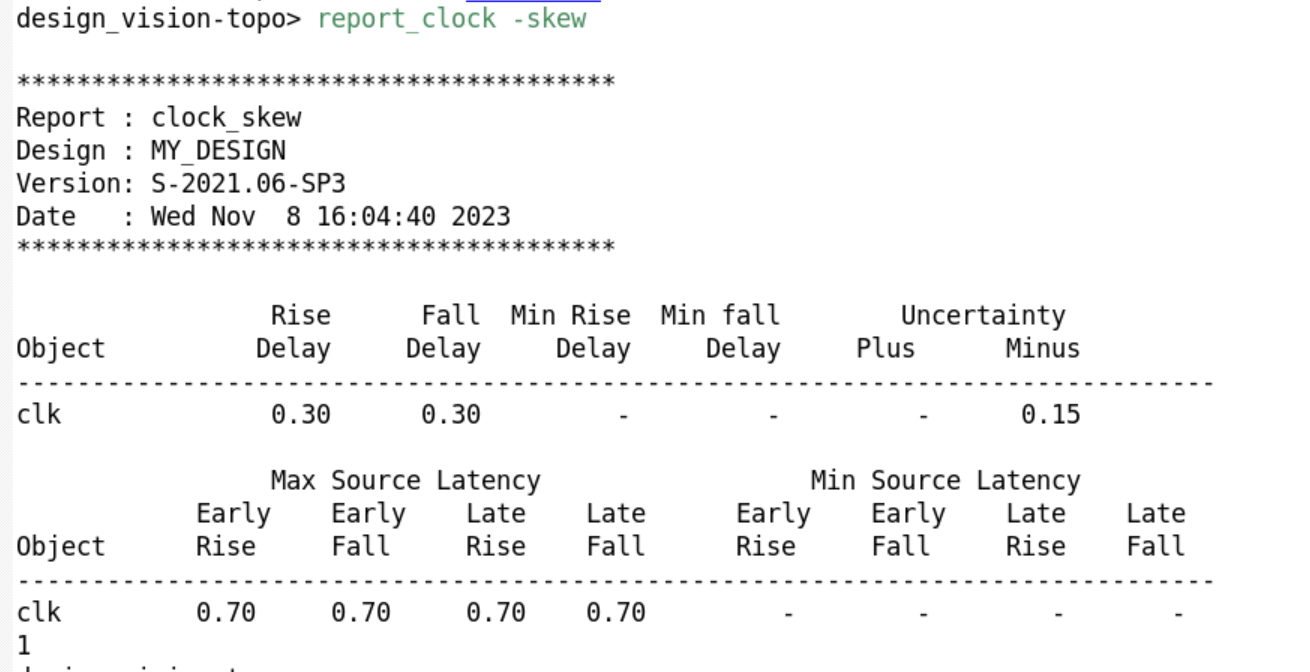 design_vision-topo> report_clock -skew
****************************************
Report : clock_skew
Design : MY_DESIGN
Version: S-2021.06-SP3
Date   : Wed Nov  8 16:04:40 2023
****************************************
                 Rise      Fall  Min Rise  Min fall        Uncertainty
Object          Delay     Delay     Delay     Delay     Plus      Minus
--------------------------------------------------------------------------------
clk              0.30      0.30         -         -         -      0.15
                 Max Source Latency                  Min Source Latency
            Early    Early    Late    Late      Early    Early    Late    Late
Object      Rise     Fall     Rise    Fall      Rise     Fall     Rise    Fall
--------------------------------------------------------------------------------
clk         0.70     0.70     0.70    0.70         -        -        -       -
1